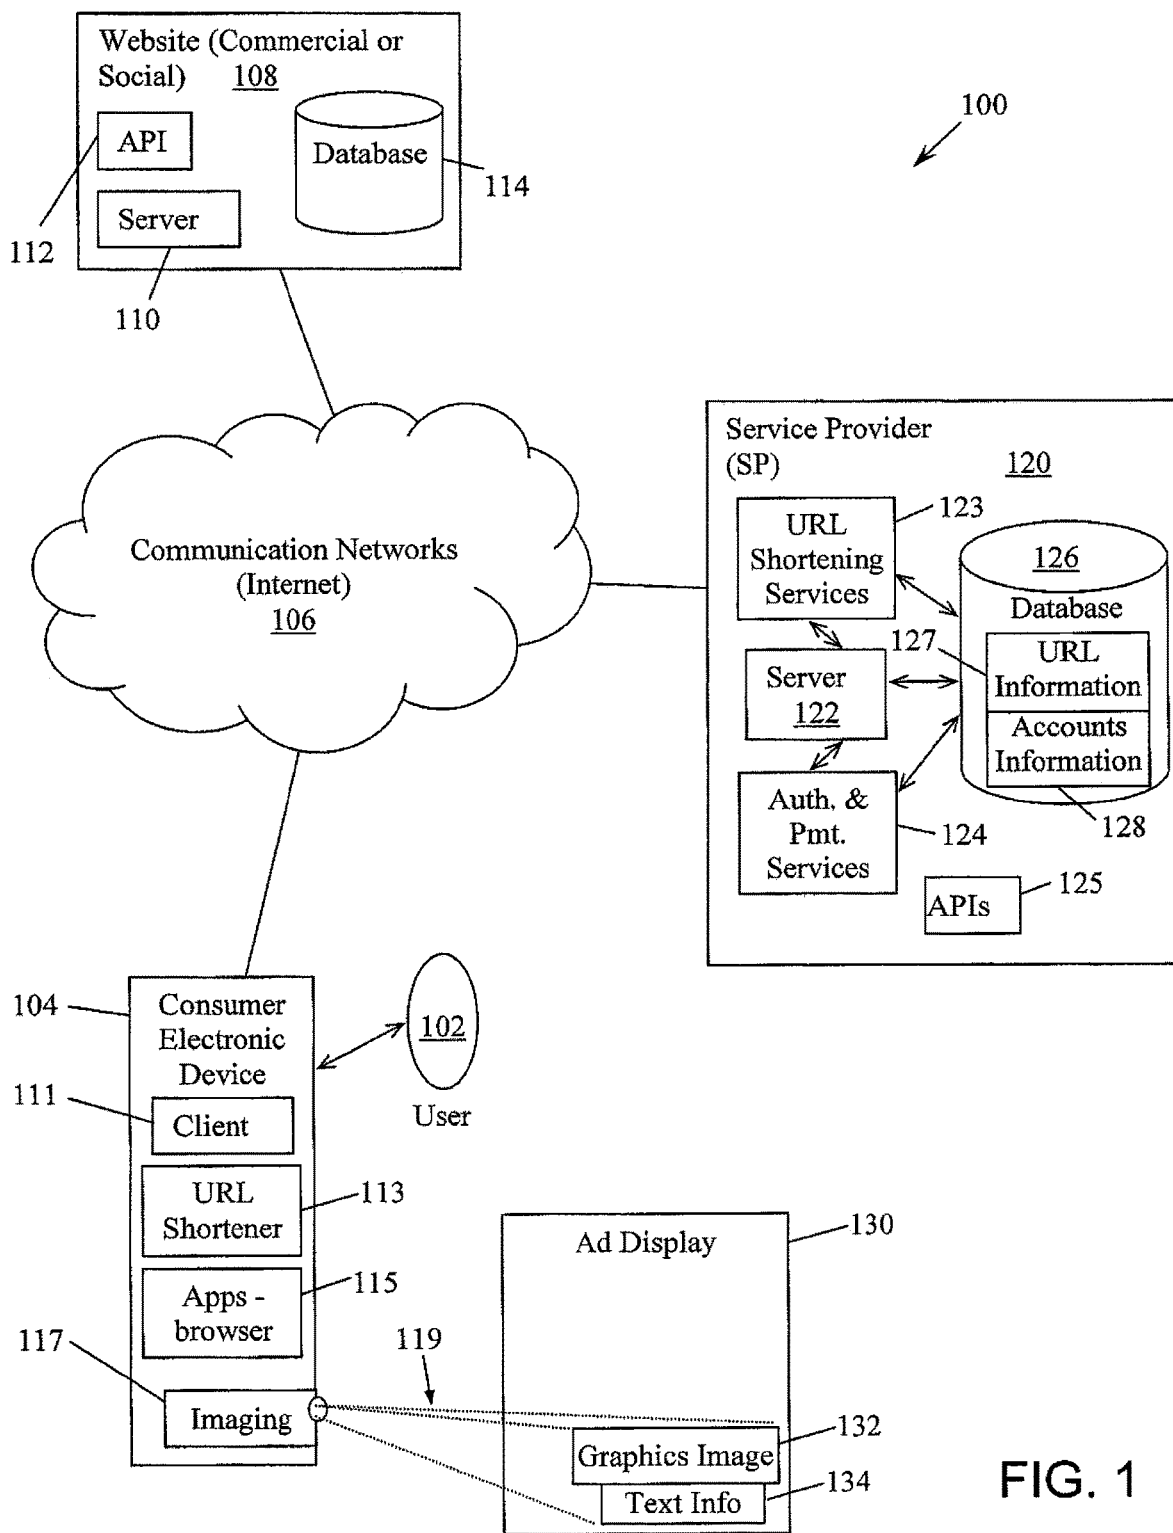 Website (Commercial or
Social) 108
API
Database
Server
112
110
114
100
Communication Networks
(Internet)
106
Service Provider
(SP) 120
URL
Shortening
Services
123
126
Database
127
URL
Information
Server
122
Accounts
Information
Auth. &
Pmt.
Services
124
128
APIs
125
104
Consumer
Electronic
Device
102
User
111
Client
URL
Shortener
113
Apps -
browser
115
117
Imaging
119
Ad Display
130
Graphics Image
132
Text Info
134
FIG. 1